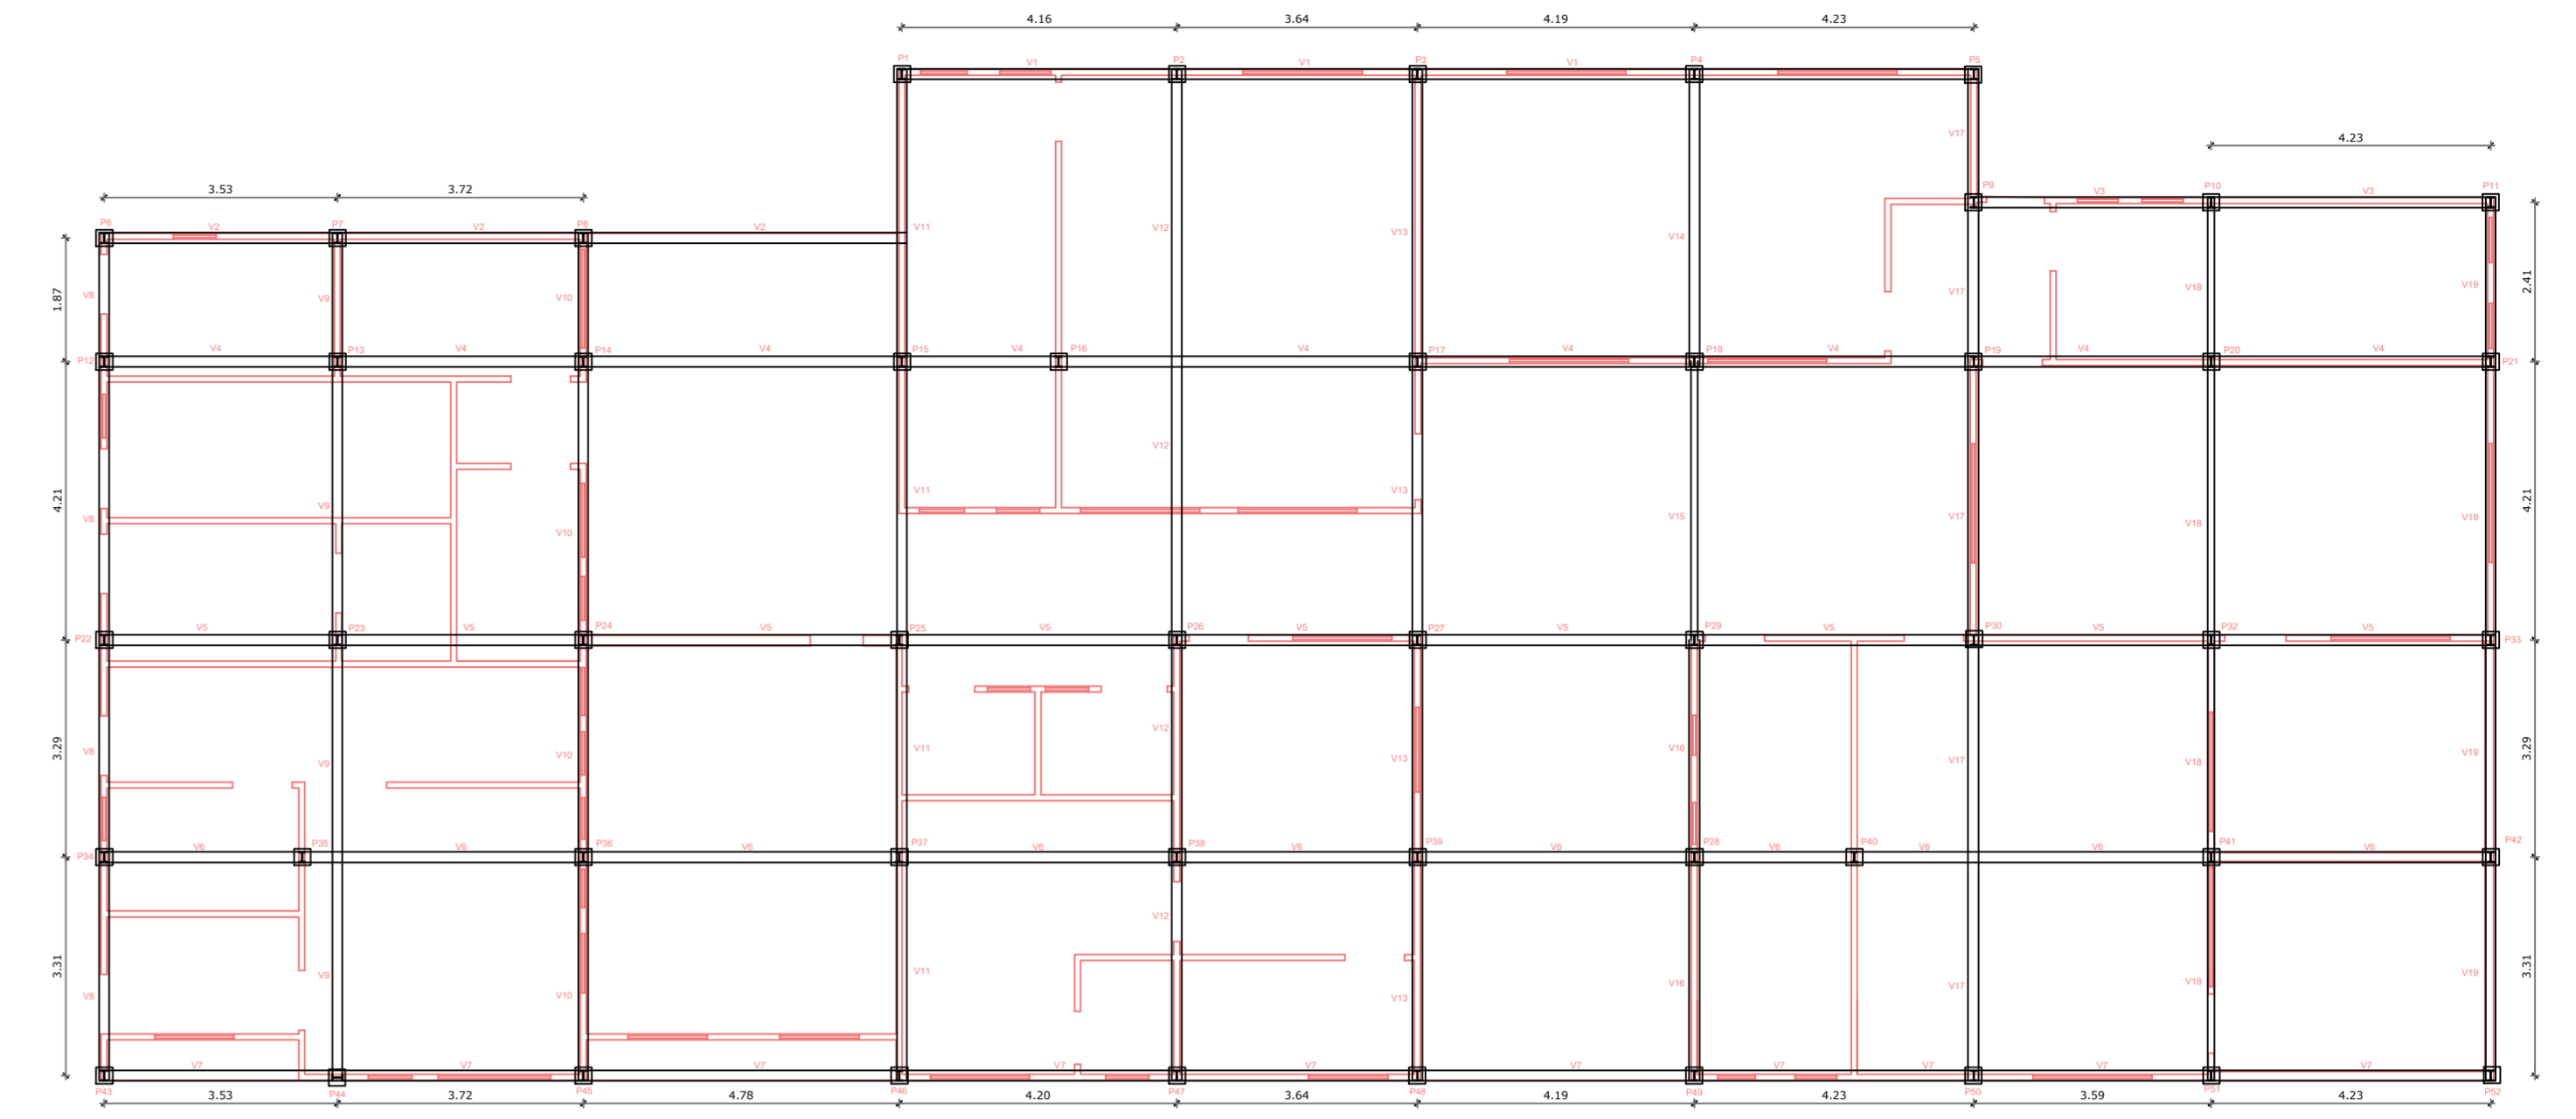 4.16 3.64 4.19 4.23
P1 V1 P2 V1 P3 V1 P4 P5
V17
4.23
3.53 3.72
P9 V3 P10 V3 P11
P6 V2 P7 V2 P8 V2 V11 V12 V13 V14
1.87 V8 V9 V10 V17 V18 V19 2.41
P12 V4 P13 V4 P14 V4 P15 V4 P16 V4 P17 V4 P18 V4 P19 V4 P20 V4 P21
V12
4.21 V8 V9 V10 V11 V13 V15 V17 V18 V19 4.21
P22 V5 P23 V5 P24 V5 P25 V5 P26 V5 P27 V5 P29 V5 P30 V5 P32 V5 P33
V12
3.29 V8 V9 V10 V11 V13 V16 V17 V18 V19 3.29
P34 V6 P35 V6 P36 V6 P37 V6 P38 V6 P39 V6 P28 V6 P40 V6 V6 P41 V6 P42
V12
3.31 V8 V9 V10 V11 V13 V16 V17 V18 V19 3.31
V7 V7 V7 V7 V7 V7 V7 V7 V7 V7
P43 P44 P45 P46 P47 P48 P49 P50 P51 P52
3.53 3.72 4.78 4.20 3.64 4.19 4.23 3.59 4.23